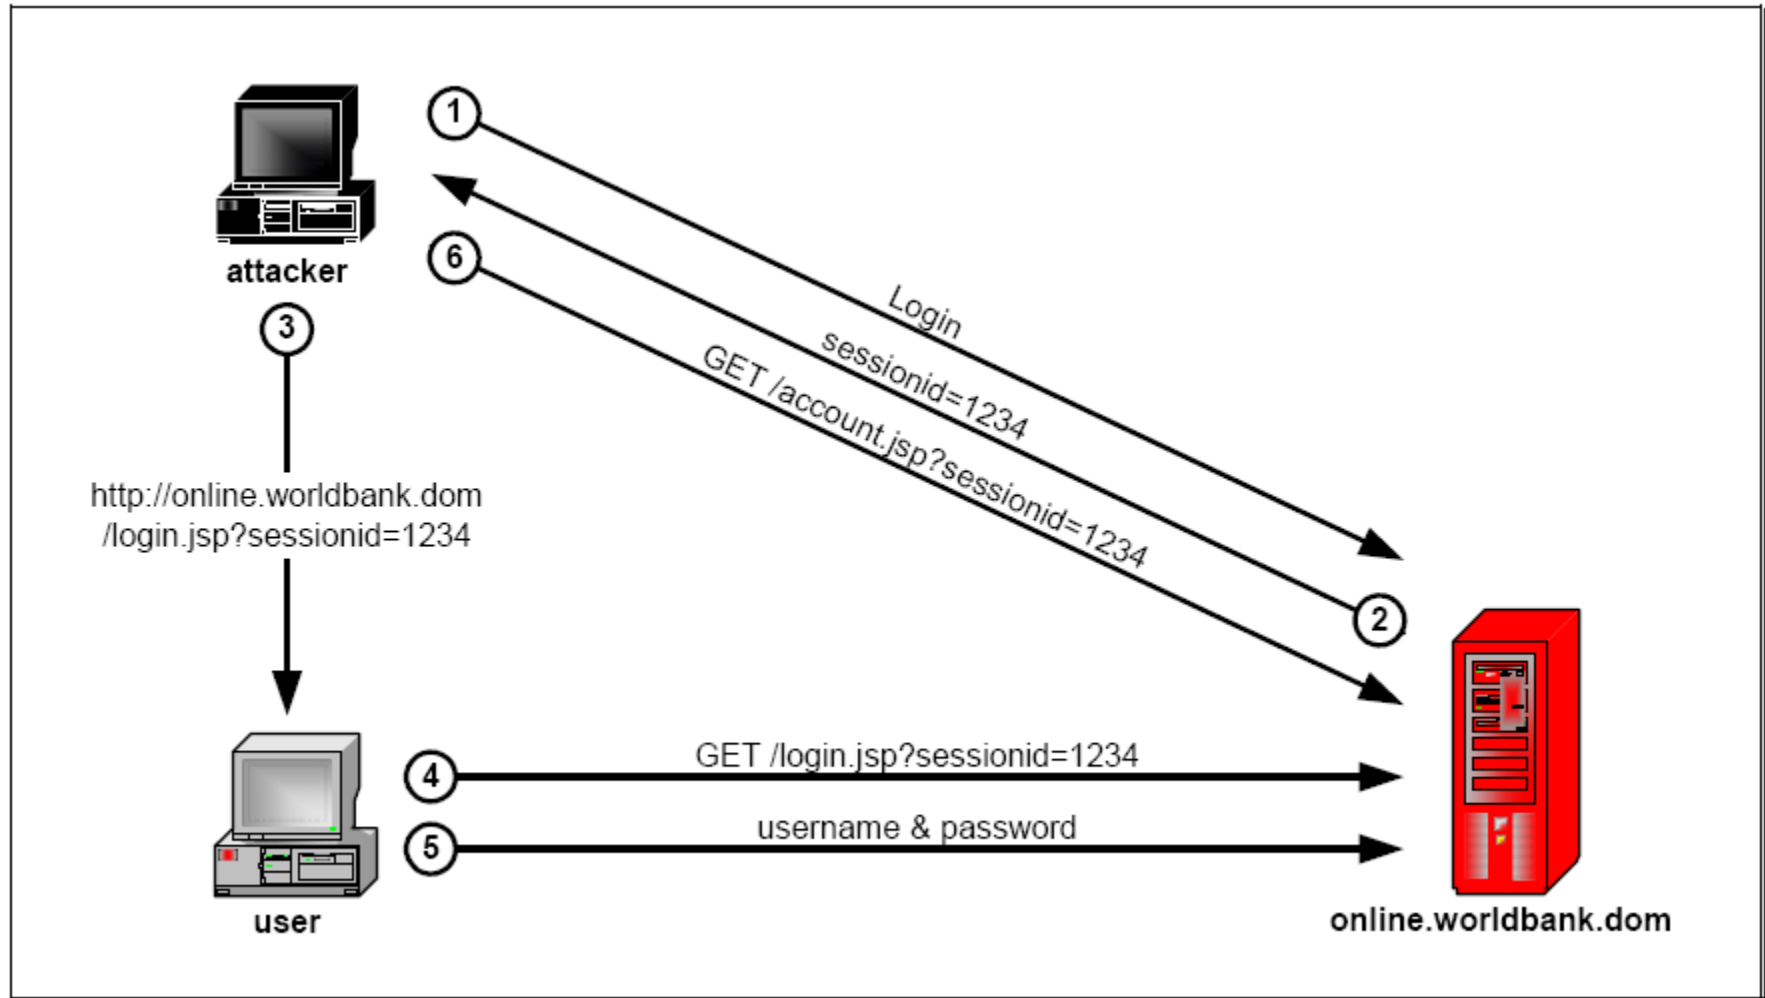 1
attacker
6
3
Login
sessionid=1234
GET /account.jsp?sessionid=1234
http://online.worldbank.dom
/login.jsp?sessionid=1234
2
4
GET /login.jsp?sessionid=1234
5
username & password
user
online.worldbank.dom